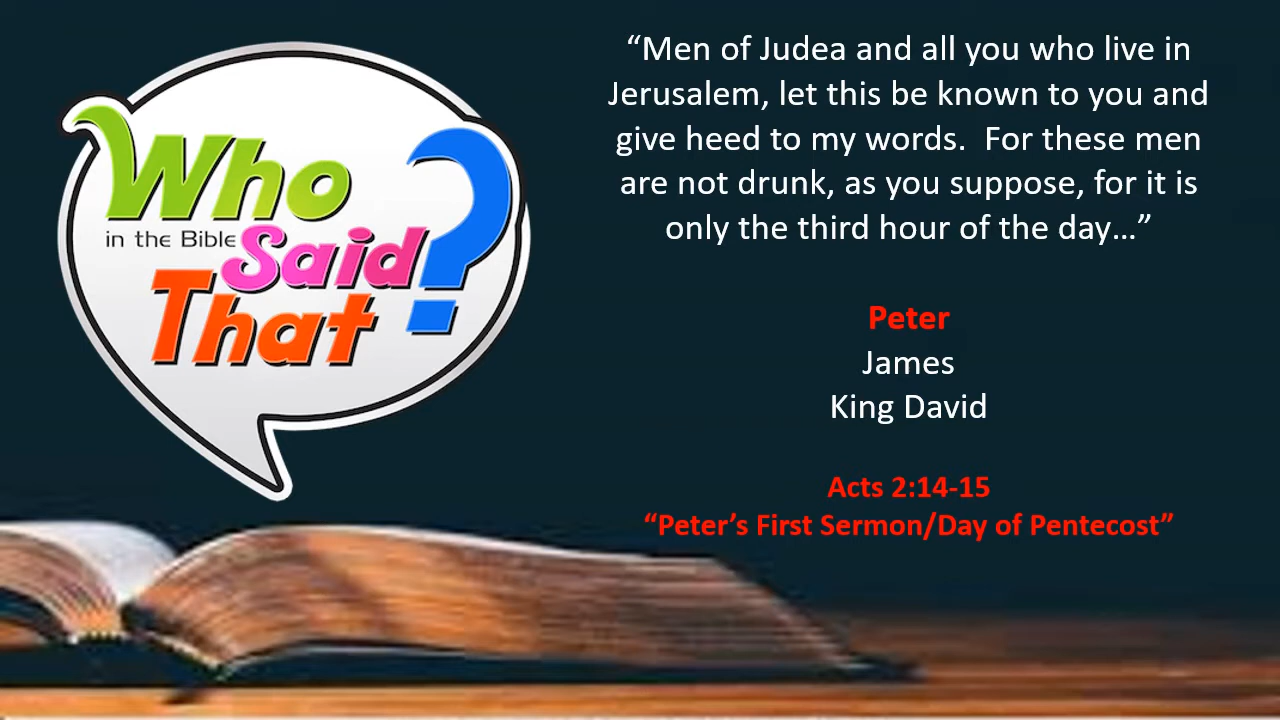 Who
in the Bible
Said
That
?
“Men of Judea and all you who live in
Jerusalem, let this be known to you and
give heed to my words.  For these men
are not drunk, as you suppose, for it is
only the third hour of the day…”
Peter
James
King David
Acts 2:14-15
“Peter’s First Sermon/Day of Pentecost”